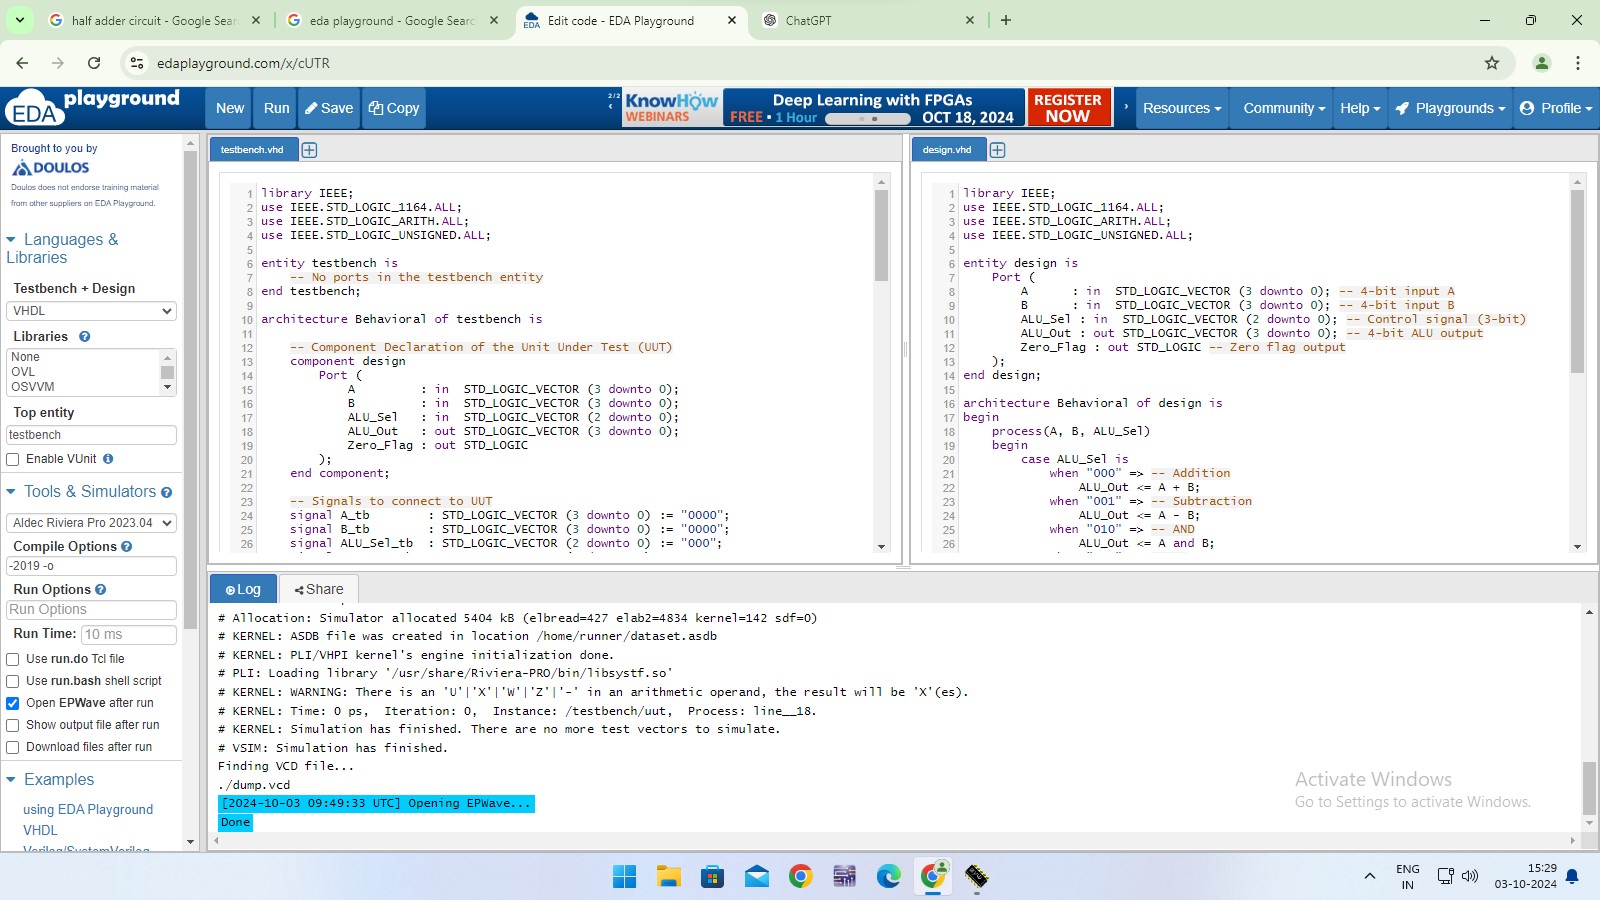 half adder circuit - Google Sear
eda playground - Google Searc
EDA
Edit code - EDA Playground
ChatGPT
edaplayground.com/x/cUTR
EDA playground
New
Run
Save
Copy
2/2
KNOWHOW WEBINARS
Deep Learning with FPGAs
FREE • 1 Hour
OCT 18, 2024
REGISTER NOW
Resources
Community
Help
Playgrounds
Profile
Brought to you by
DOULOS
Doulos does not endorse training material
from other suppliers on EDA Playground.
Languages &
Libraries
Testbench + Design
VHDL
Libraries
None
OVL
OSVVM
Top entity
testbench
Enable VUnit
Tools & Simulators
Aldec Riviera Pro 2023.04
Compile Options
-2019 -o
Run Options
Run Options
Run Time: 10 ms
Use run.do Tcl file
Use run.bash shell script
Open EPWave after run
Show output file after run
Download files after run
Examples
using EDA Playground
VHDL
Verilog/SystemVerilog
testbench.vhd
1 library IEEE;
2 use IEEE.STD_LOGIC_1164.ALL;
3 use IEEE.STD_LOGIC_ARITH.ALL;
4 use IEEE.STD_LOGIC_UNSIGNED.ALL;
5
6 entity testbench is
7 -- No ports in the testbench entity
8 end testbench;
9
10 architecture Behavioral of testbench is
11
12 -- Component Declaration of the Unit Under Test (UUT)
13 component design
14 Port (
15 A : in STD_LOGIC_VECTOR (3 downto 0);
16 B : in STD_LOGIC_VECTOR (3 downto 0);
17 ALU_Sel : in STD_LOGIC_VECTOR (2 downto 0);
18 ALU_Out : out STD_LOGIC_VECTOR (3 downto 0);
19 Zero_Flag : out STD_LOGIC
20 );
21 end component;
22
23 -- Signals to connect to UUT
24 signal A_tb : STD_LOGIC_VECTOR (3 downto 0) := "0000";
25 signal B_tb : STD_LOGIC_VECTOR (3 downto 0) := "0000";
26 signal ALU_Sel_tb : STD_LOGIC_VECTOR (2 downto 0) := "000";
design.vhd
1 library IEEE;
2 use IEEE.STD_LOGIC_1164.ALL;
3 use IEEE.STD_LOGIC_ARITH.ALL;
4 use IEEE.STD_LOGIC_UNSIGNED.ALL;
5
6 entity design is
7 Port (
8 A : in STD_LOGIC_VECTOR (3 downto 0); -- 4-bit input A
9 B : in STD_LOGIC_VECTOR (3 downto 0); -- 4-bit input B
10 ALU_Sel : in STD_LOGIC_VECTOR (2 downto 0); -- Control signal (3-bit)
11 ALU_Out : out STD_LOGIC_VECTOR (3 downto 0); -- 4-bit ALU output
12 Zero_Flag : out STD_LOGIC -- Zero flag output
13 );
14 end design;
15
16 architecture Behavioral of design is
17 begin
18 process(A, B, ALU_Sel)
19 begin
20 case ALU_Sel is
21 when "000" => -- Addition
22 ALU_Out <= A + B;
23 when "001" => -- Subtraction
24 ALU_Out <= A - B;
25 when "010" => -- AND
26 ALU_Out <= A and B;
Log
Share
# Allocation: Simulator allocated 5404 kB (elbread=427 elab2=4834 kernel=142 sdf=0)
# KERNEL: ASDB file was created in location /home/runner/dataset.asdb
# KERNEL: PLI/VHPI kernel's engine initialization done.
# PLI: Loading library '/usr/share/Riviera-PRO/bin/libsystf.so'
# KERNEL: WARNING: There is an 'U'|'X'|'W'|'Z'|'-' in an arithmetic operand, the result will be 'X'(es).
# KERNEL: Time: 0 ps, Iteration: 0, Instance: /testbench/uut, Process: line__18.
# KERNEL: Simulation has finished. There are no more test vectors to simulate.
# VSIM: Simulation has finished.
Finding VCD file...
./dump.vcd
[2024-10-03 09:49:33 UTC] Opening EPWave...
Done
Activate Windows
Go to Settings to activate Windows.
ENG
IN
15:29
03-10-2024